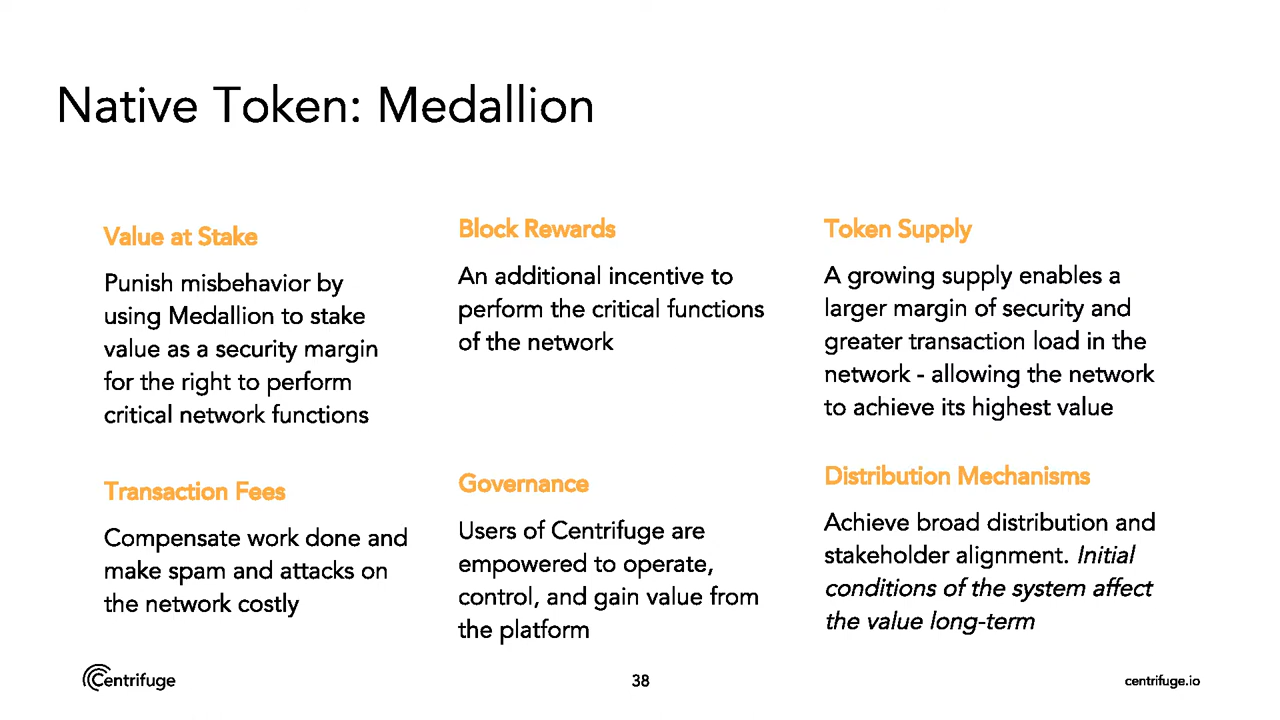 Native Token: Medallion
Value at Stake
Punish misbehavior by
using Medallion to stake
value as a security margin
for the right to perform
critical network functions
Block Rewards
An additional incentive to
perform the critical functions
of the network
Token Supply
A growing supply enables a
larger margin of security and
greater transaction load in the
network - allowing the network
to achieve its highest value
Transaction Fees
Compensate work done and
make spam and attacks on
the network costly
Governance
Users of Centrifuge are
empowered to operate,
control, and gain value from
the platform
Distribution Mechanisms
Achieve broad distribution and
stakeholder alignment. Initial
conditions of the system affect
the value long-term
Centrifuge
38
centrifuge.io